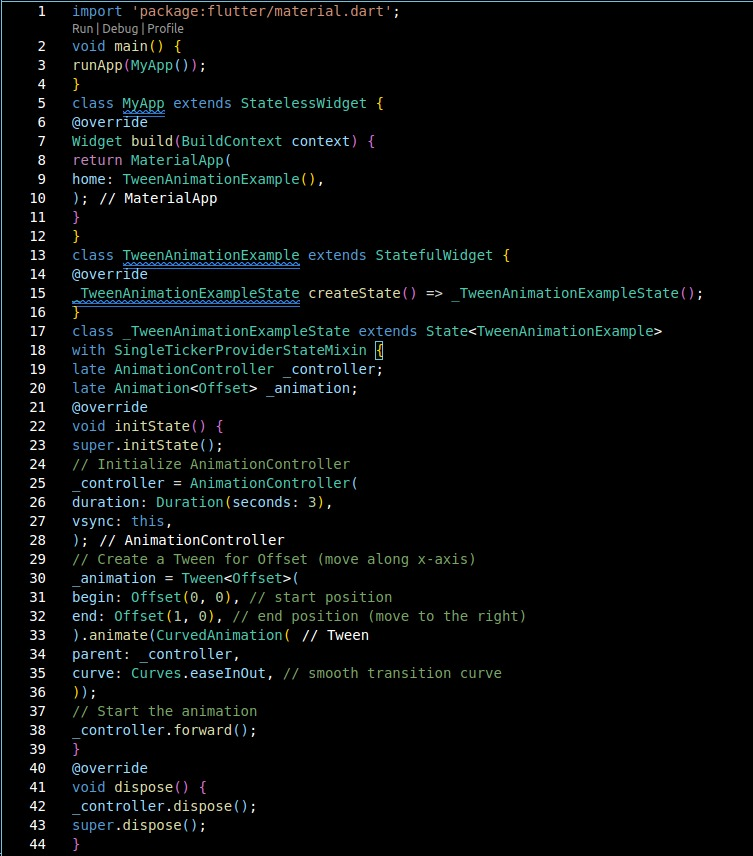 1 import 'package:flutter/material.dart';
Run | Debug | Profile
2 void main() {
3 runApp(MyApp());
4 }
5 class MyApp extends StatelessWidget {
6 @override
7 Widget build(BuildContext context) {
8 return MaterialApp(
9 home: TweenAnimationExample(),
10 ); // MaterialApp
11 }
12 }
13 class TweenAnimationExample extends StatefulWidget {
14 @override
15 _TweenAnimationExampleState createState() => _TweenAnimationExampleState();
16 }
17 class _TweenAnimationExampleState extends State<TweenAnimationExample>
18 with SingleTickerProviderStateMixin {
19 late AnimationController _controller;
20 late Animation<Offset> _animation;
21 @override
22 void initState() {
23 super.initState();
24 // Initialize AnimationController
25 _controller = AnimationController(
26 duration: Duration(seconds: 3),
27 vsync: this,
28 ); // AnimationController
29 // Create a Tween for Offset (move along x-axis)
30 _animation = Tween<Offset>(
31 begin: Offset(0, 0), // start position
32 end: Offset(1, 0), // end position (move to the right)
33 ).animate(CurvedAnimation( // Tween
34 parent: _controller,
35 curve: Curves.easeInOut, // smooth transition curve
36 ));
37 // Start the animation
38 _controller.forward();
39 }
40 @override
41 void dispose() {
42 _controller.dispose();
43 super.dispose();
44 }